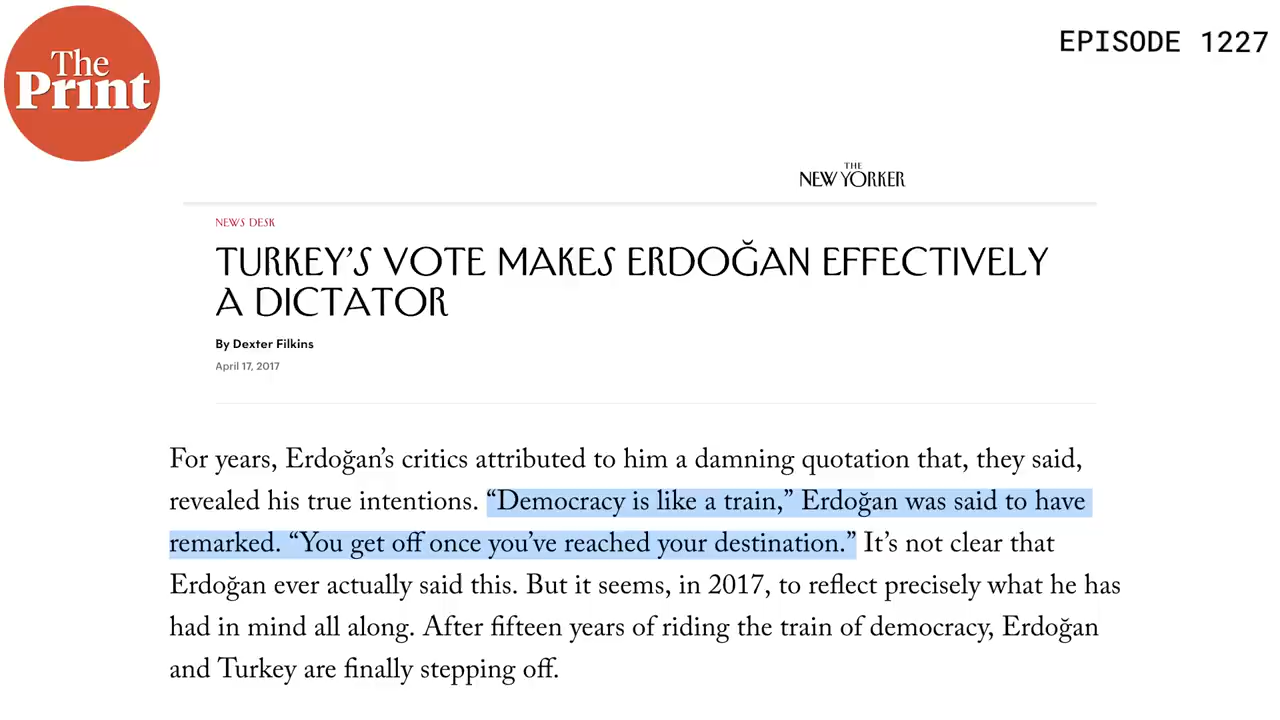 The
Print
EPISODE 1227
THE
NEW YORKER
NEWS DESK
TURKEY'S VOTE MAKES ERDOĞAN EFFECTIVELY
A DICTATOR
By Dexter Filkins
April 17, 2017
For years, Erdoğan’s critics attributed to him a damning quotation that, they said,
revealed his true intentions. “Democracy is like a train,” Erdoğan was said to have
remarked. “You get off once you’ve reached your destination.” It’s not clear that
Erdoğan ever actually said this. But it seems, in 2017, to reflect precisely what he has
had in mind all along. After fifteen years of riding the train of democracy, Erdoğan
and Turkey are finally stepping off.